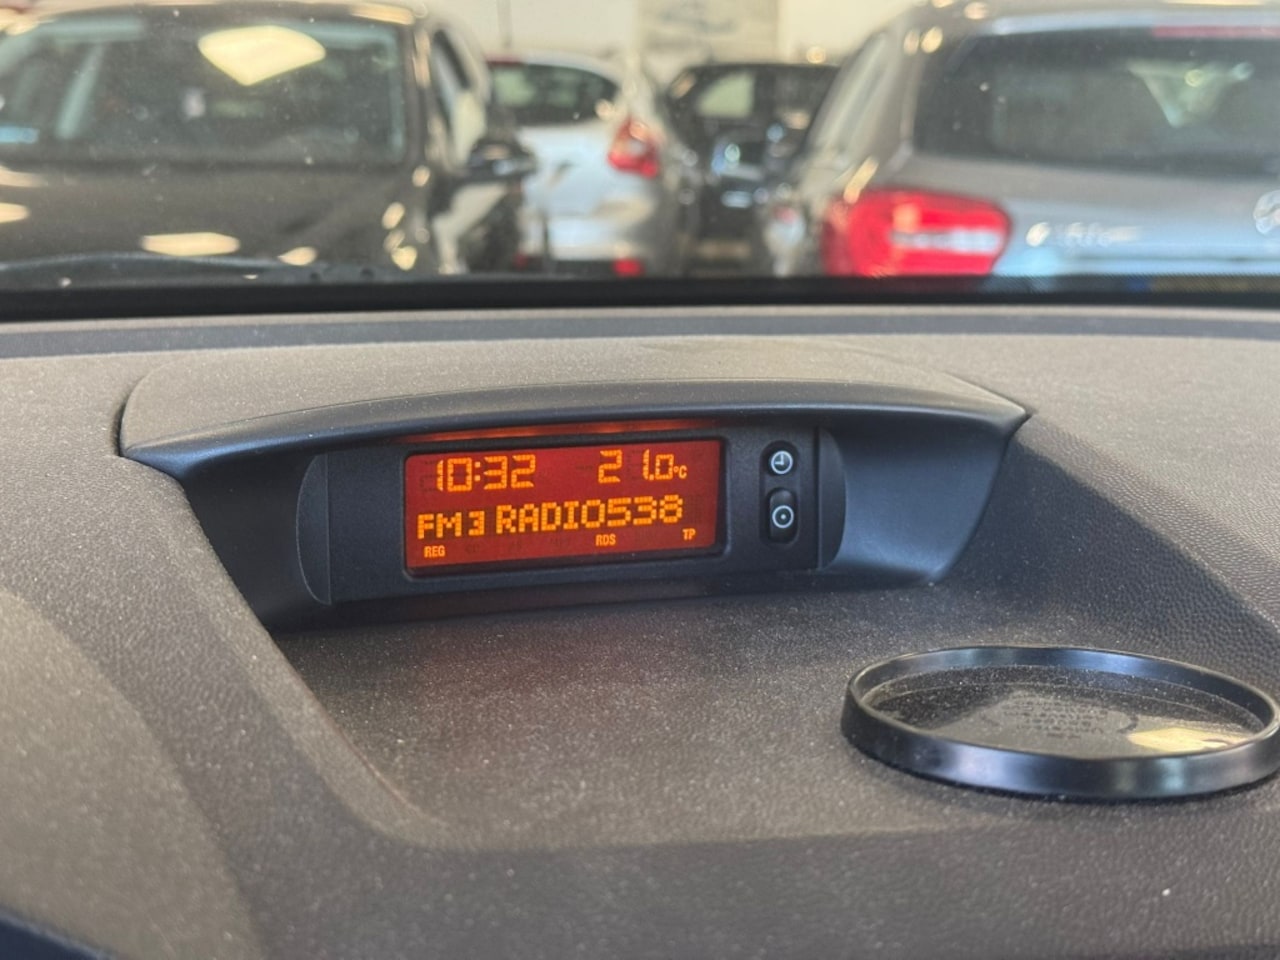 10:32 21.0°C
FM3 RADIO538
REG RDS TP